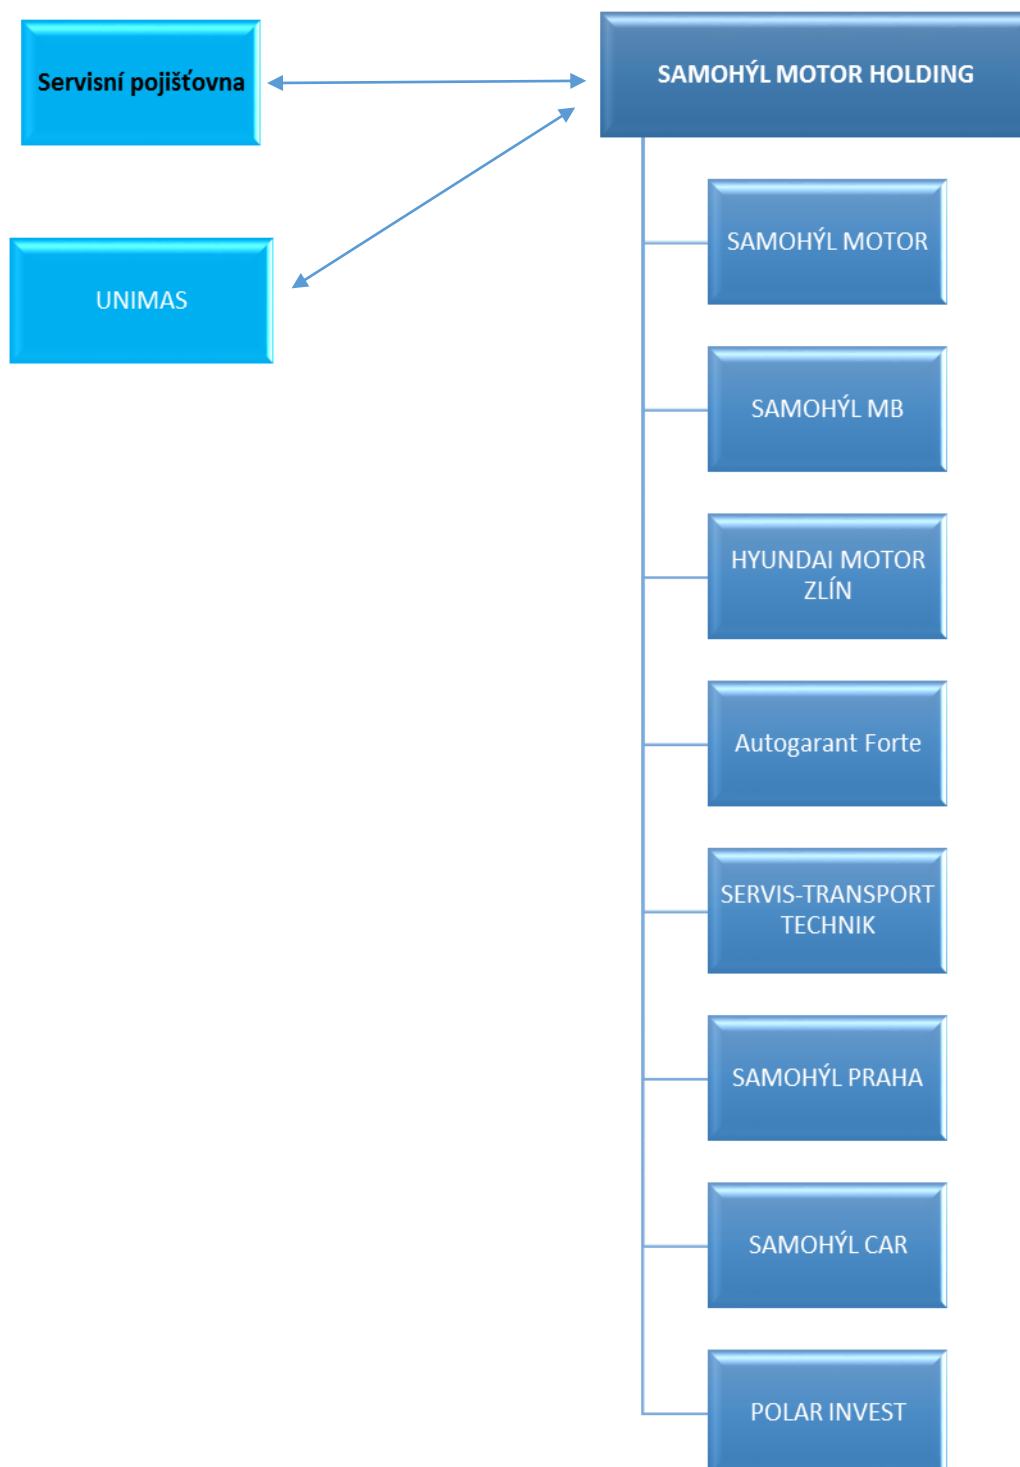 Servisní pojišťovna
SAMOHÝL MOTOR HOLDING
UNIMAS
SAMOHÝL MOTOR
SAMOHÝL MB
HYUNDAI MOTOR
ZLÍN
Autogarant Forte
SERVIS-TRANSPORT
TECHNIK
SAMOHÝL PRAHA
SAMOHÝL CAR
POLAR INVEST